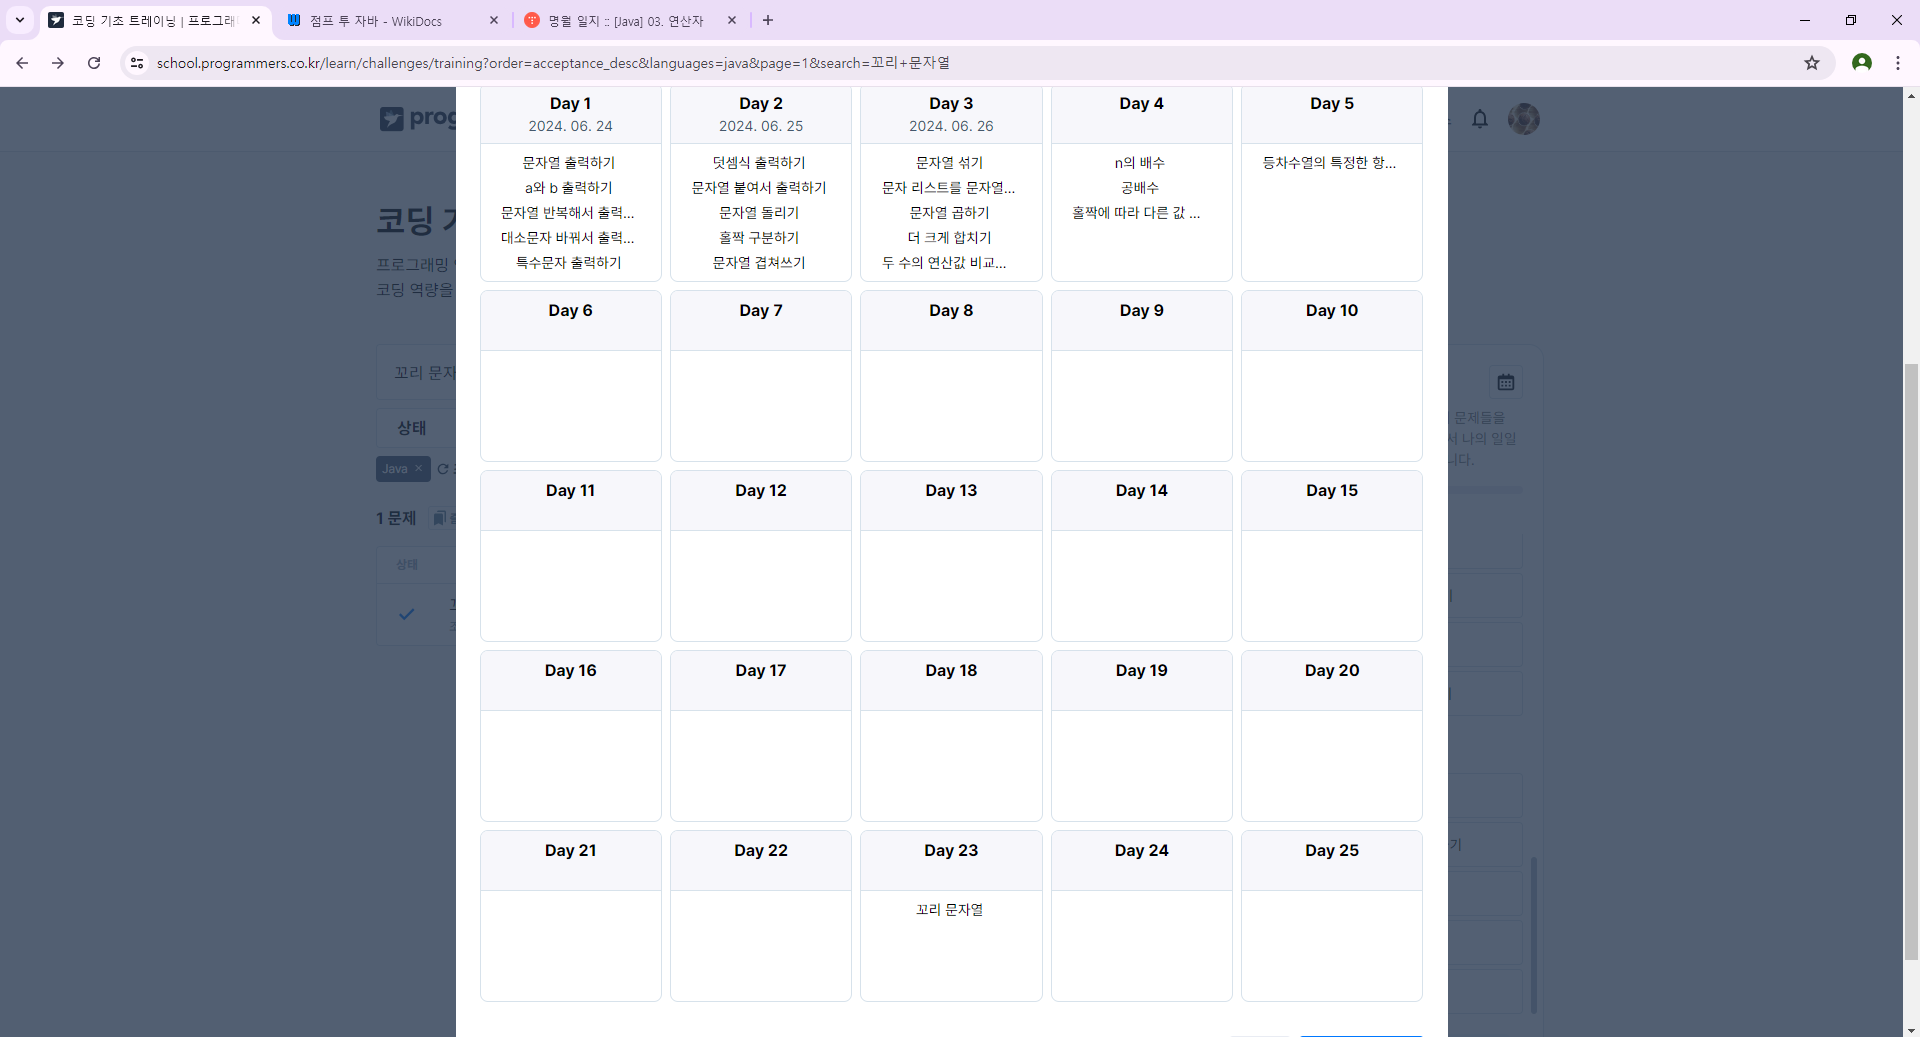 코딩 기초 트레이닝 | 프로그래
점프 투 자바 - WikiDocs
명월 일지 :: [Java] 03. 연산자
school.programmers.co.kr/learn/challenges/training?order=acceptance_desc&languages=java&page=1&search=꼬리+문자열
prog
코딩 기
프로그래밍
코딩 역량을
꼬리 문자
상태
Java
1 문제
상태
Day 1
2024. 06. 24
문자열 출력하기
a와 b 출력하기
문자열 반복해서 출력...
대소문자 바꿔서 출력...
특수문자 출력하기
Day 2
2024. 06. 25
덧셈식 출력하기
문자열 붙여서 출력하기
문자열 돌리기
홀짝 구분하기
문자열 겹쳐쓰기
Day 3
2024. 06. 26
문자열 섞기
문자 리스트를 문자열...
문자열 곱하기
더 크게 합치기
두 수의 연산값 비교...
Day 4
n의 배수
공배수
홀짝에 따라 다른 값 ...
Day 5
등차수열의 특정한 항...
Day 6
Day 7
Day 8
Day 9
Day 10
Day 11
Day 12
Day 13
Day 14
Day 15
Day 16
Day 17
Day 18
Day 19
Day 20
Day 21
Day 22
Day 23
꼬리 문자열
Day 24
Day 25
문제들을
서 나의 일일
니다.
기